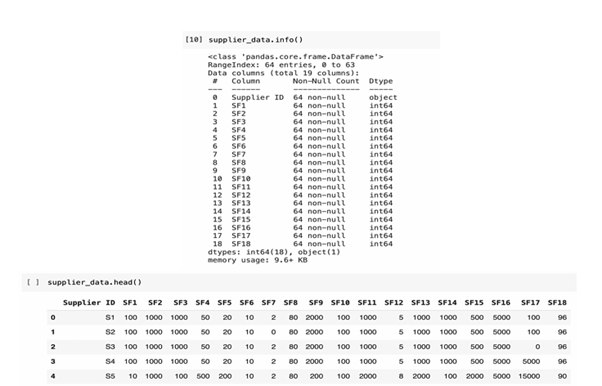 [10] supplier_data.info()
<class 'pandas.core.frame.DataFrame'>
RangeIndex: 64 entries, 0 to 63
Data columns (total 19 columns):
# Column Non-Null Count Dtype
--- ------ -------------- -----
0 Supplier ID 64 non-null object
1 SF1 64 non-null int64
2 SF2 64 non-null int64
3 SF3 64 non-null int64
4 SF4 64 non-null int64
5 SF5 64 non-null int64
6 SF6 64 non-null int64
7 SF7 64 non-null int64
8 SF8 64 non-null int64
9 SF9 64 non-null int64
10 SF10 64 non-null int64
11 SF11 64 non-null int64
12 SF12 64 non-null int64
13 SF13 64 non-null int64
14 SF14 64 non-null int64
15 SF15 64 non-null int64
16 SF16 64 non-null int64
17 SF17 64 non-null int64
18 SF18 64 non-null int64
dtypes: int64(18), object(1)
memory usage: 9.6+ KB
[ ] supplier_data.head()
Supplier ID SF1 SF2 SF3 SF4 SF5 SF6 SF7 SF8 SF9 SF10 SF11 SF12 SF13 SF14 SF15 SF16 SF17 SF18
0 S1 100 1000 1000 50 20 10 2 80 2000 100 1000 5 1000 1000 500 5000 100 96
1 S2 100 1000 1000 50 20 10 0 80 2000 100 1000 5 1000 1000 500 5000 100 96
2 S3 100 1000 1000 50 20 10 2 80 2000 100 1000 5 1000 1000 500 5000 0 96
3 S4 100 1000 1000 50 20 10 2 80 2000 100 1000 5 1000 1000 500 5000 5000 96
4 S5 10 1000 100 500 200 10 2 80 200 100 2000 8 2000 100 2000 5000 15000 90